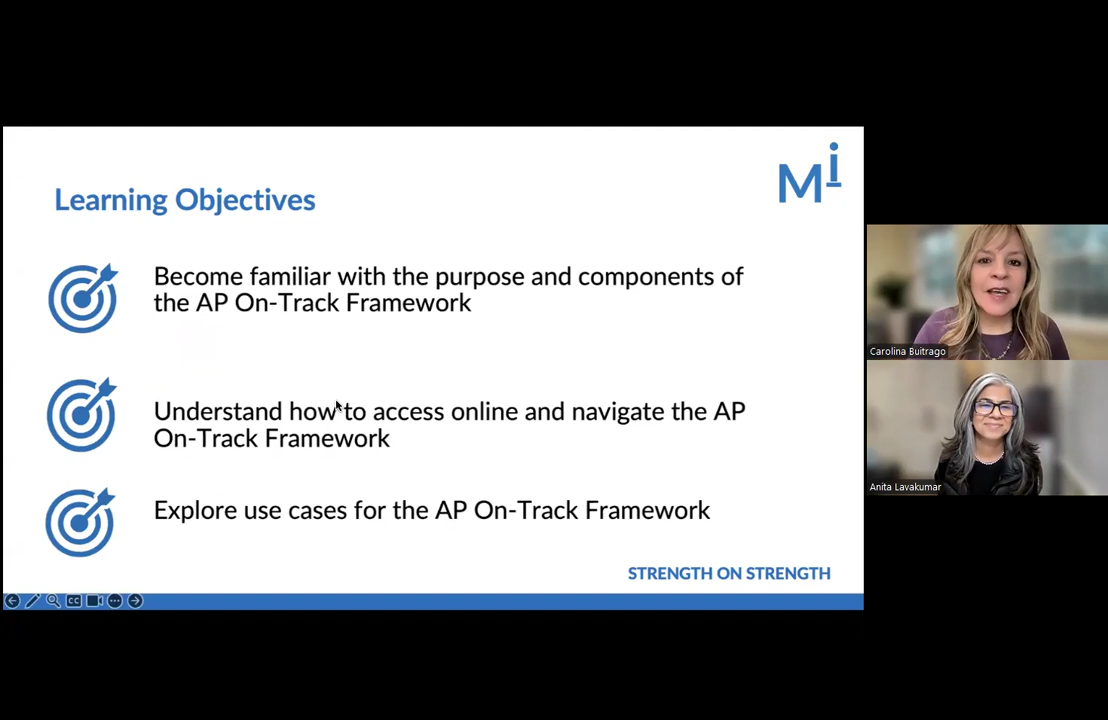 Learning Objectives
Mi
Become familiar with the purpose and components of
the AP On-Track Framework
Understand how to access online and navigate the AP
On-Track Framework
Explore use cases for the AP On-Track Framework
STRENGTH ON STRENGTH
CC
Carolina Buitrago
Anita Lavakumar